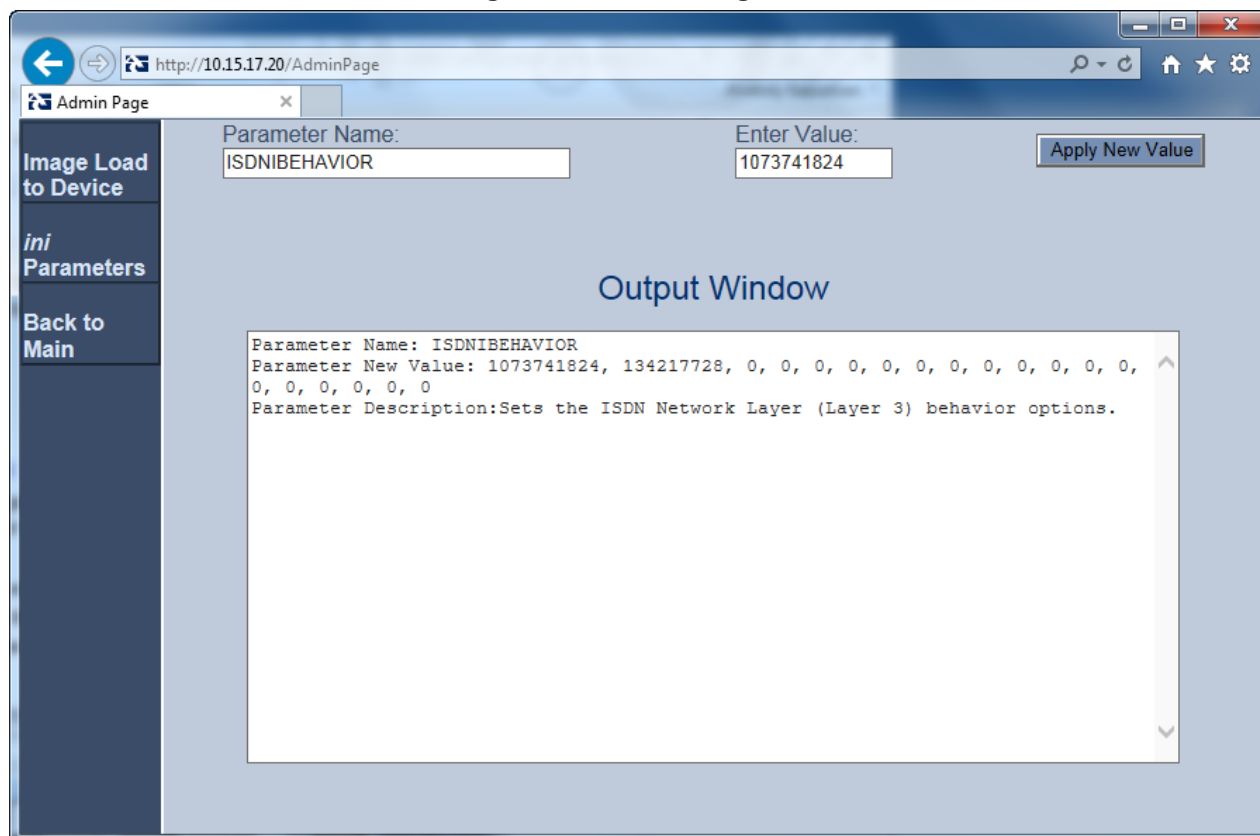 http://10.15.17.20/AdminPage
Admin Page
Image Load
to Device
ini
Parameters
Back to
Main
Parameter Name:
ISDNIBEHAVIOR
Enter Value:
1073741824
Apply New Value
Output Window
Parameter Name: ISDNIBEHAVIOR
Parameter New Value: 1073741824, 134217728, 0, 0, 0, 0, 0, 0, 0, 0, 0, 0, 0, 0,
0, 0, 0, 0, 0, 0
Parameter Description:Sets the ISDN Network Layer (Layer 3) behavior options.